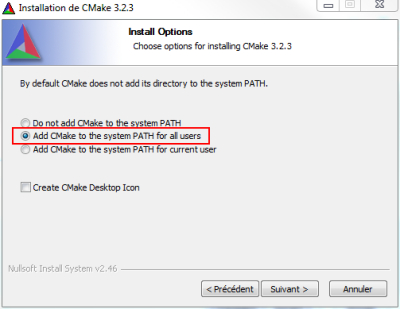 Installation de CMake 3.2.3
Install Options
Choose options for installing CMake 3.2.3
By default CMake does not add its directory to the system PATH.
Do not add CMake to the system PATH
Add CMake to the system PATH for all users
Add CMake to the system PATH for current user
Create CMake Desktop Icon
Nullsoft Install System v2.46
< Précédent Suivant > Annuler